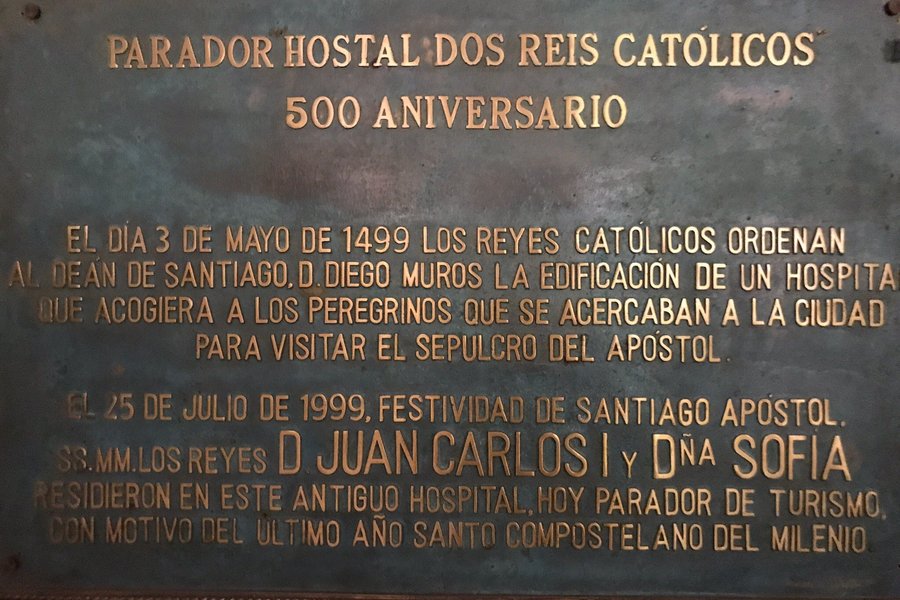 PARADOR HOSTAL DOS REIS CATÓLICOS
500 ANIVERSARIO
EL DÍA 3 DE MAYO DE 1499 LOS REYES CATÓLICOS ORDENAN
AL DEÁN DE SANTIAGO, D. DIEGO MUROS LA EDIFICACIÓN DE UN HOSPITA
QUE ACOGIERA A LOS PEREGRINOS QUE SE ACERCABAN A LA CIUDAD
PARA VISITAR EL SEPULCRO DEL APÓSTOL.
EL 25 DE JULIO DE 1999, FESTIVIDAD DE SANTIAGO APÓSTOL.
SS.MM. LOS REYES D. JUAN CARLOS I Y DÑA SOFÍA
RESIDIERON EN ESTE ANTIGUO HOSPITAL, HOY PARADOR DE TURISMO,
CON MOTIVO DEL ÚLTIMO AÑO SANTO COMPOSTELANO DEL MILENIO.